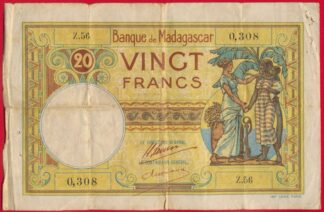 Banque de Madagascar
Z.56
0,308
20
VINGT
FRANCS
0,308
Z.56